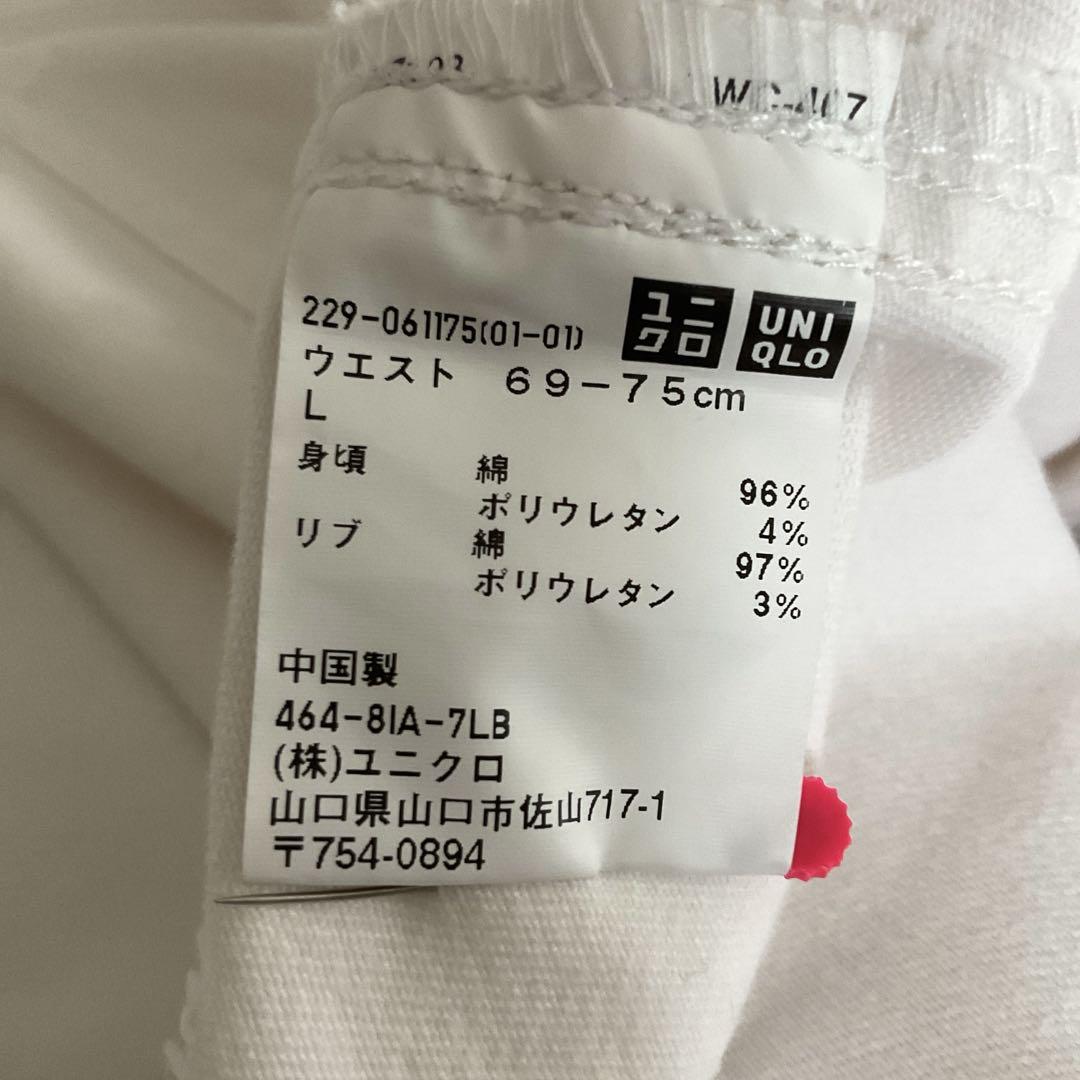 229-061175(01-01)
ユニクロ
UNIQLO
ウエスト 69-75cm
L
身頃 綿 96%
ポリウレタン 4%
リブ 綿 97%
ポリウレタン 3%
中国製
464-81A-7LB
(株)ユニクロ
山口県山口市佐山717-1
〒754-0894